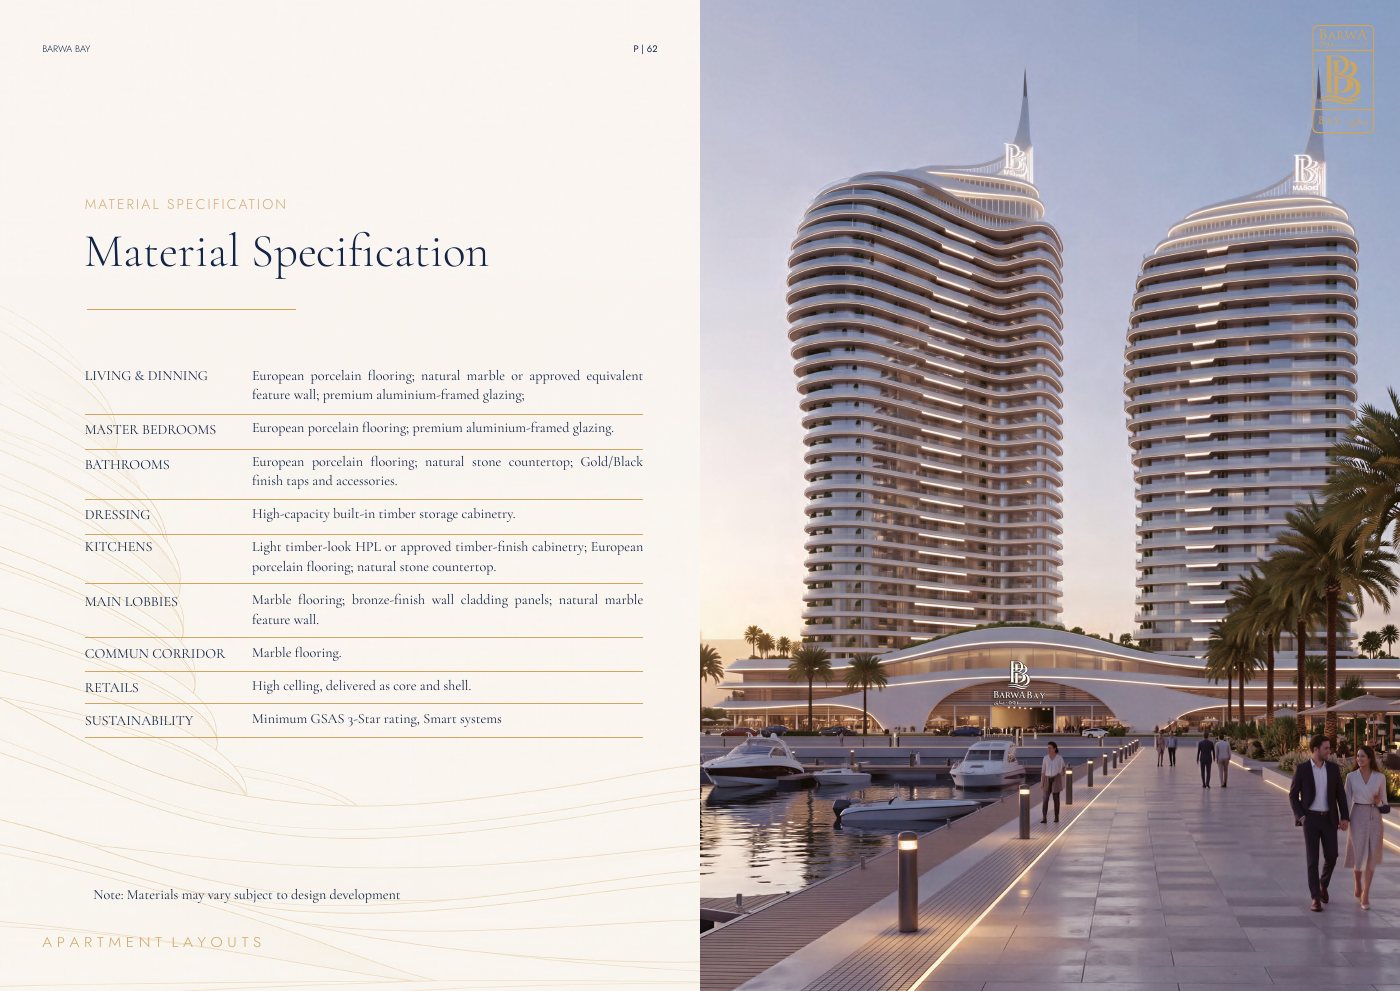 BARWA BAY
P | 62
MATERIAL SPECIFICATION
Material Specification
LIVING & DINNING
European porcelain flooring; natural marble or approved equivalent
feature wall; premium aluminium-framed glazing;
MASTER BEDROOMS
European porcelain flooring; premium aluminium-framed glazing.
BATHROOMS
European porcelain flooring; natural stone countertop; Gold/Black
finish taps and accessories.
DRESSING
High-capacity built-in timber storage cabinetry.
KITCHENS
Light timber-look HPL or approved timber-finish cabinetry; European
porcelain flooring; natural stone countertop.
MAIN LOBBIES
Marble flooring; bronze-finish wall cladding panels; natural marble
feature wall.
COMMUN CORRIDOR
Marble flooring.
RETAILS
High celling, delivered as core and shell.
SUSTAINABILITY
Minimum GSAS 3-Star rating, Smart systems
Note: Materials may vary subject to design development
APARTMENT LAYOUTS
BARWA
BB
BAY
BB
BB
BB
BARWA BAY